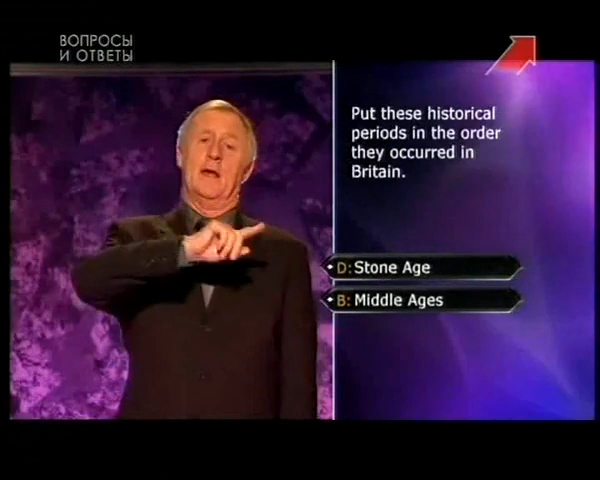 ВОПРОСЫ
И ОТВЕТЫ
Put these historical
periods in the order
they occurred in
Britain.
D: Stone Age
B: Middle Ages